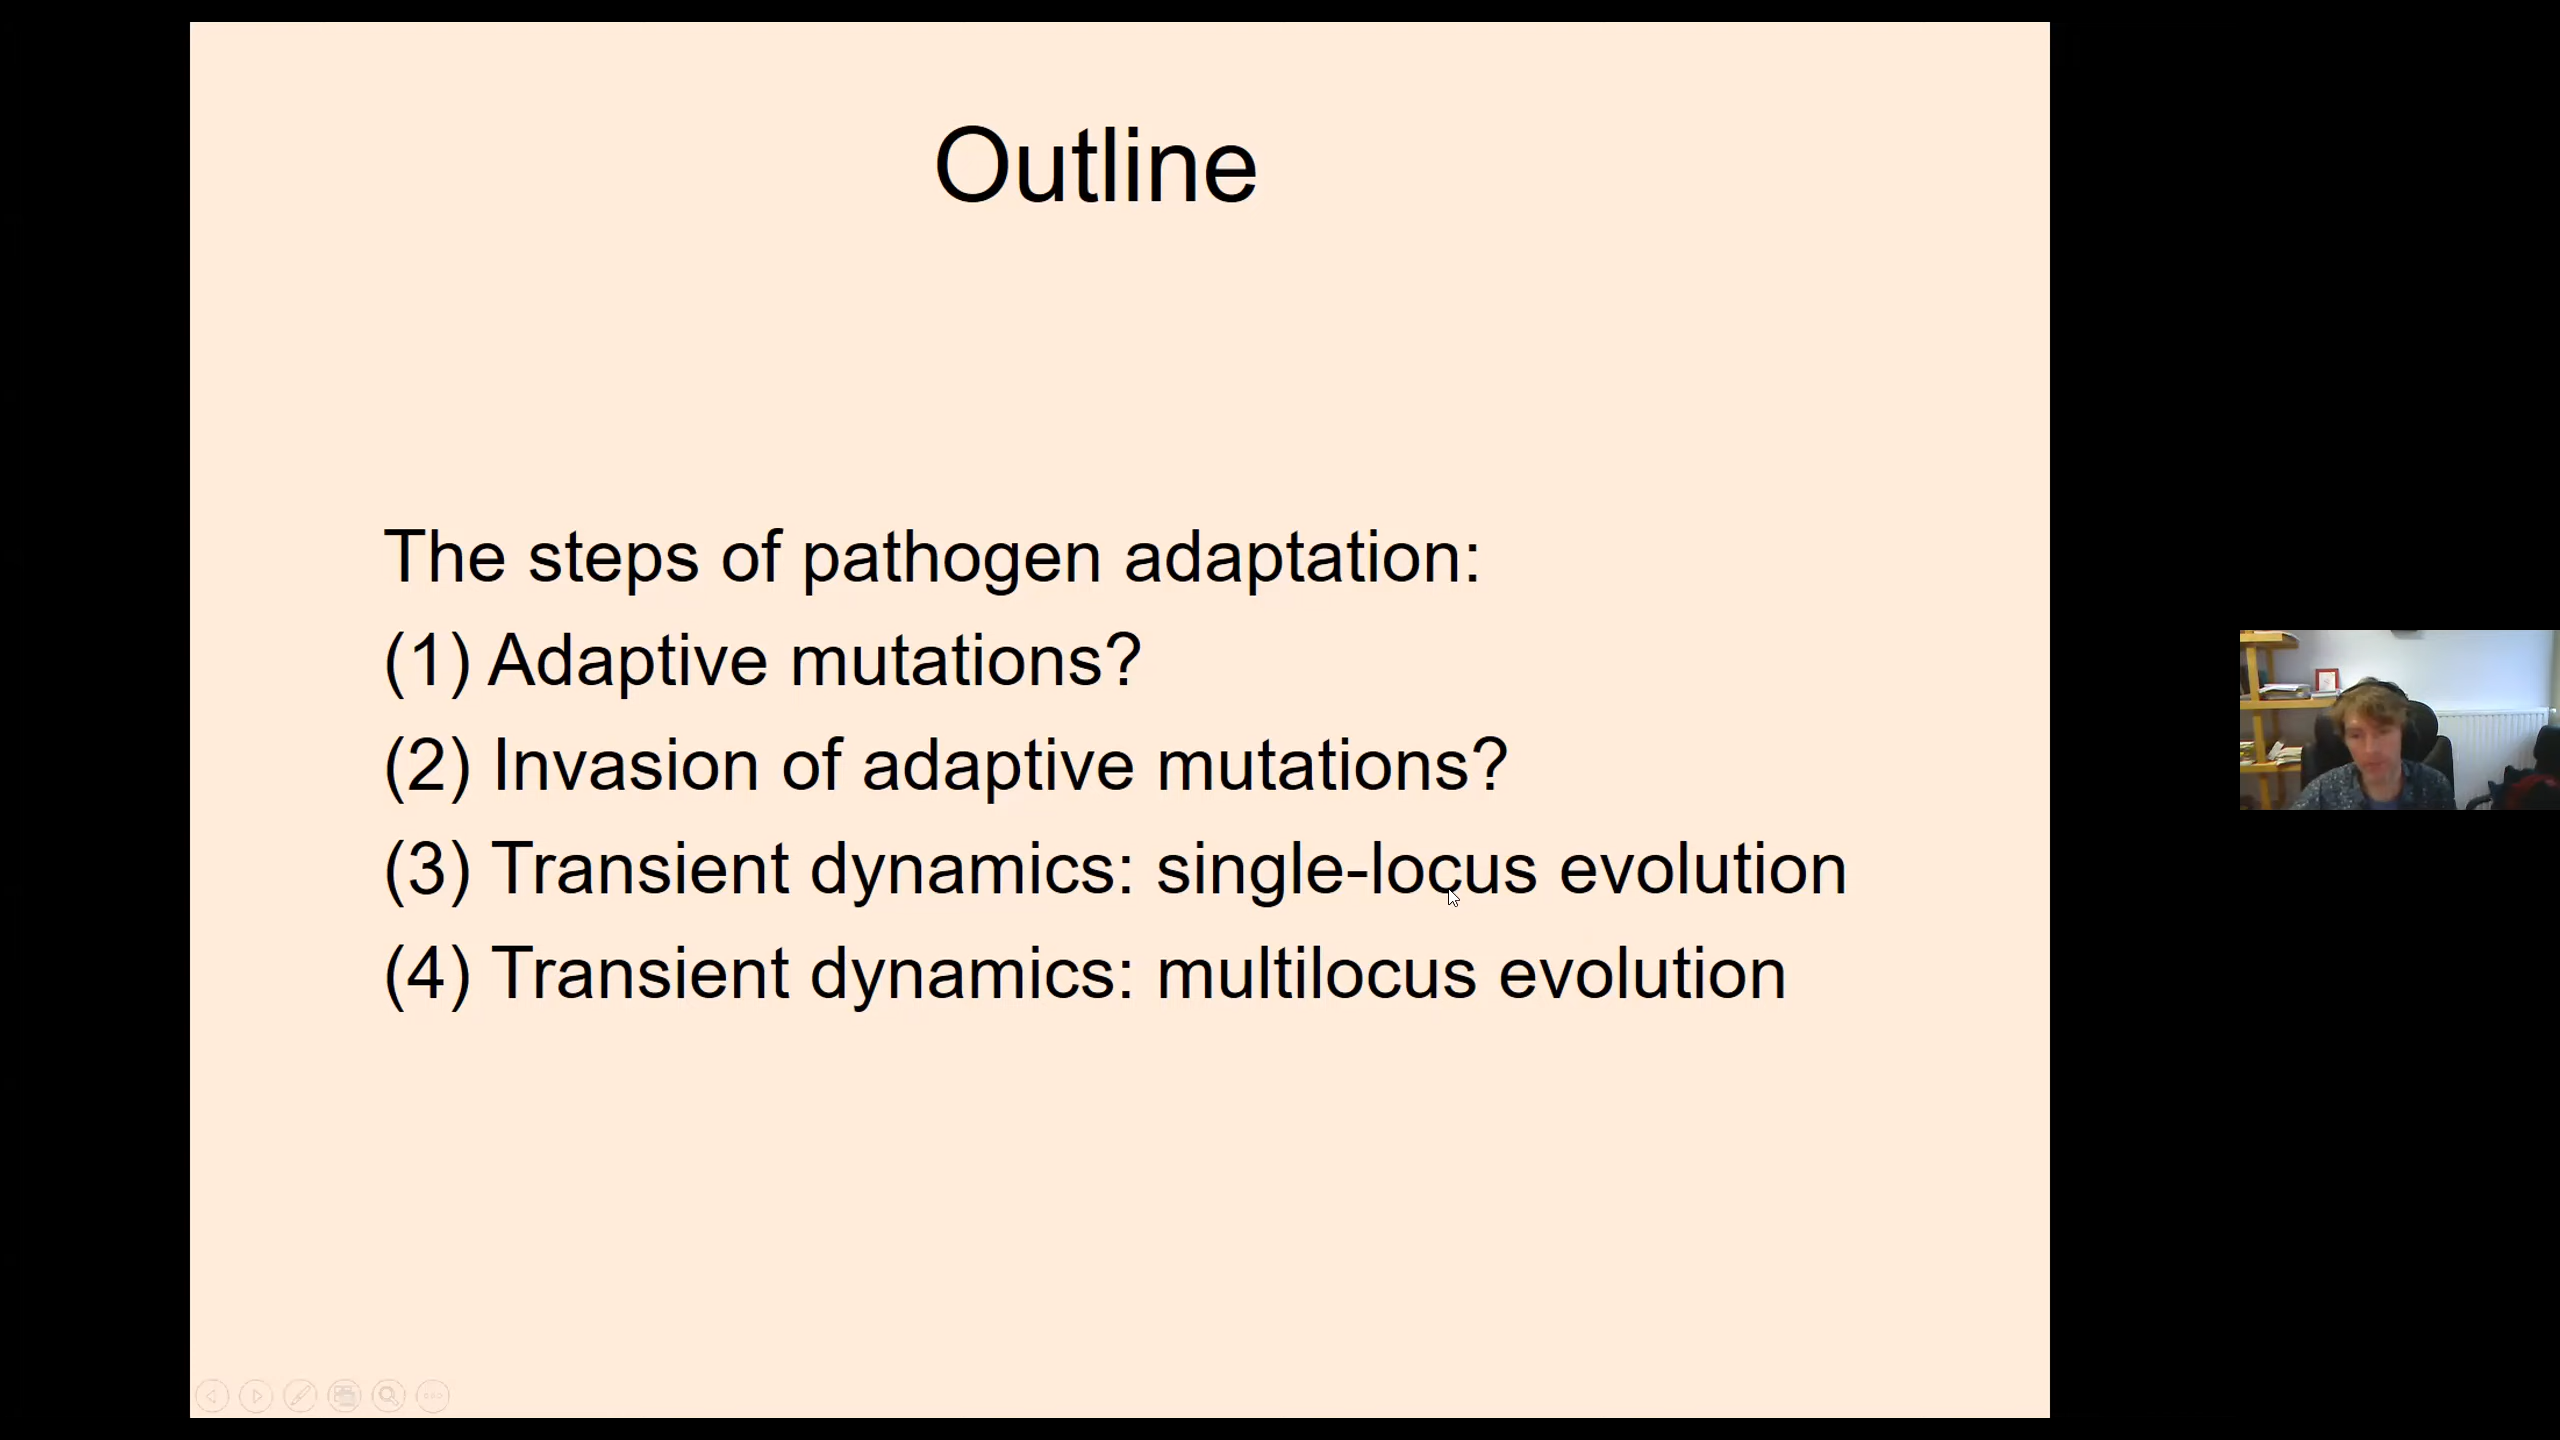 Outline
The steps of pathogen adaptation:
(1) Adaptive mutations?
(2) Invasion of adaptive mutations?
(3) Transient dynamics: single-locus evolution
(4) Transient dynamics: multilocus evolution